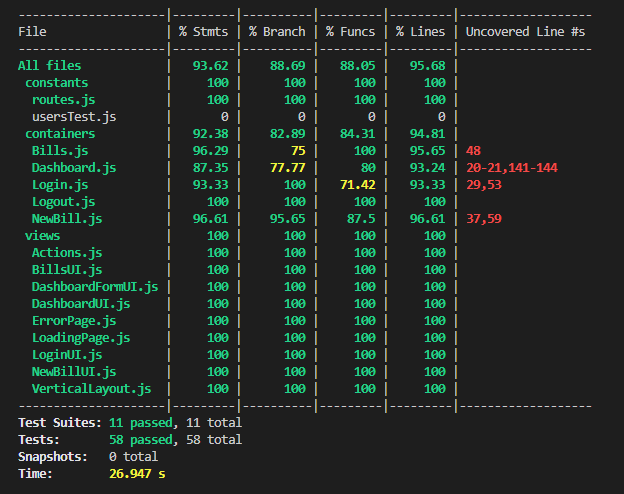 ---------------------|---------|----------|---------|---------|-------------------
File                 | % Stmts | % Branch | % Funcs | % Lines | Uncovered Line #s
---------------------|---------|----------|---------|---------|-------------------
All files            |   93.62 |    88.69 |   88.05 |   95.68 |
 constants           |     100 |      100 |     100 |     100 |
  routes.js          |     100 |      100 |     100 |     100 |
  usersTest.js       |       0 |        0 |       0 |       0 |
 containers          |   92.38 |    82.89 |   84.31 |   94.81 |
  Bills.js           |   96.29 |       75 |     100 |   95.65 | 48
  Dashboard.js       |   87.35 |    77.77 |      80 |   93.24 | 20-21,141-144
  Login.js           |   93.33 |      100 |   71.42 |   93.33 | 29,53
  Logout.js          |     100 |      100 |     100 |     100 |
  NewBill.js         |   96.61 |    95.65 |    87.5 |   96.61 | 37,59
 views               |     100 |      100 |     100 |     100 |
  Actions.js         |     100 |      100 |     100 |     100 |
  BillsUI.js         |     100 |      100 |     100 |     100 |
  DashboardFormUI.js |     100 |      100 |     100 |     100 |
  DashboardUI.js     |     100 |      100 |     100 |     100 |
  ErrorPage.js       |     100 |      100 |     100 |     100 |
  LoadingPage.js     |     100 |      100 |     100 |     100 |
  LoginUI.js         |     100 |      100 |     100 |     100 |
  NewBillUI.js       |     100 |      100 |     100 |     100 |
  VerticalLayout.js  |     100 |      100 |     100 |     100 |
---------------------|---------|----------|---------|---------|-------------------
Test Suites: 11 passed, 11 total
Tests:       58 passed, 58 total
Snapshots:   0 total
Time:        26.947 s